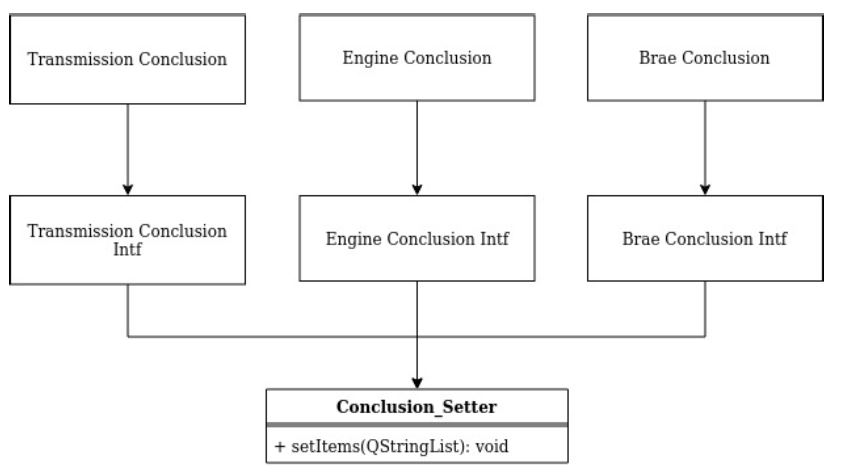 Transmission Conclusion
Engine Conclusion
Brae Conclusion
Transmission Conclusion
Intf
Engine Conclusion Intf
Brae Conclusion Intf
Conclusion_Setter
+ setItems(QStringList): void